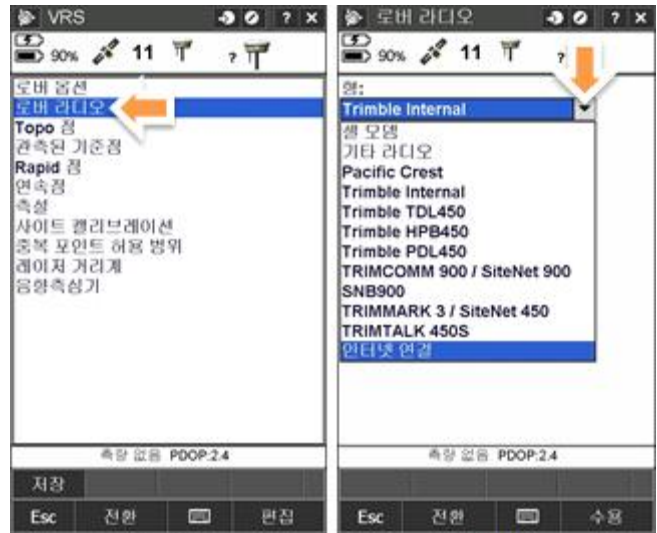 VRS
? ×
90% 11 ?
로버 옵션
로버 라디오
Topo 점
관측된 기준점
Rapid 점
연속점
측설
사이트 캘리브레이션
중복 포인트 허용 범위
레이저 거리계
음향측심기
측량 없음 PDOP:2.4
저장
Esc 전환 편집
로버 라디오
? ×
90% 11 ?
형:
Trimble Internal
셀 모뎀
기타 라디오
Pacific Crest
Trimble Internal
Trimble TDL450
Trimble HPB450
Trimble PDL450
TRIMCOMM 900 / SiteNet 900
SNB900
TRIMMARK 3 / SiteNet 450
TRIMTALK 450S
인터넷 연결
측량 없음 PDOP:2.4
Esc 전환 수용